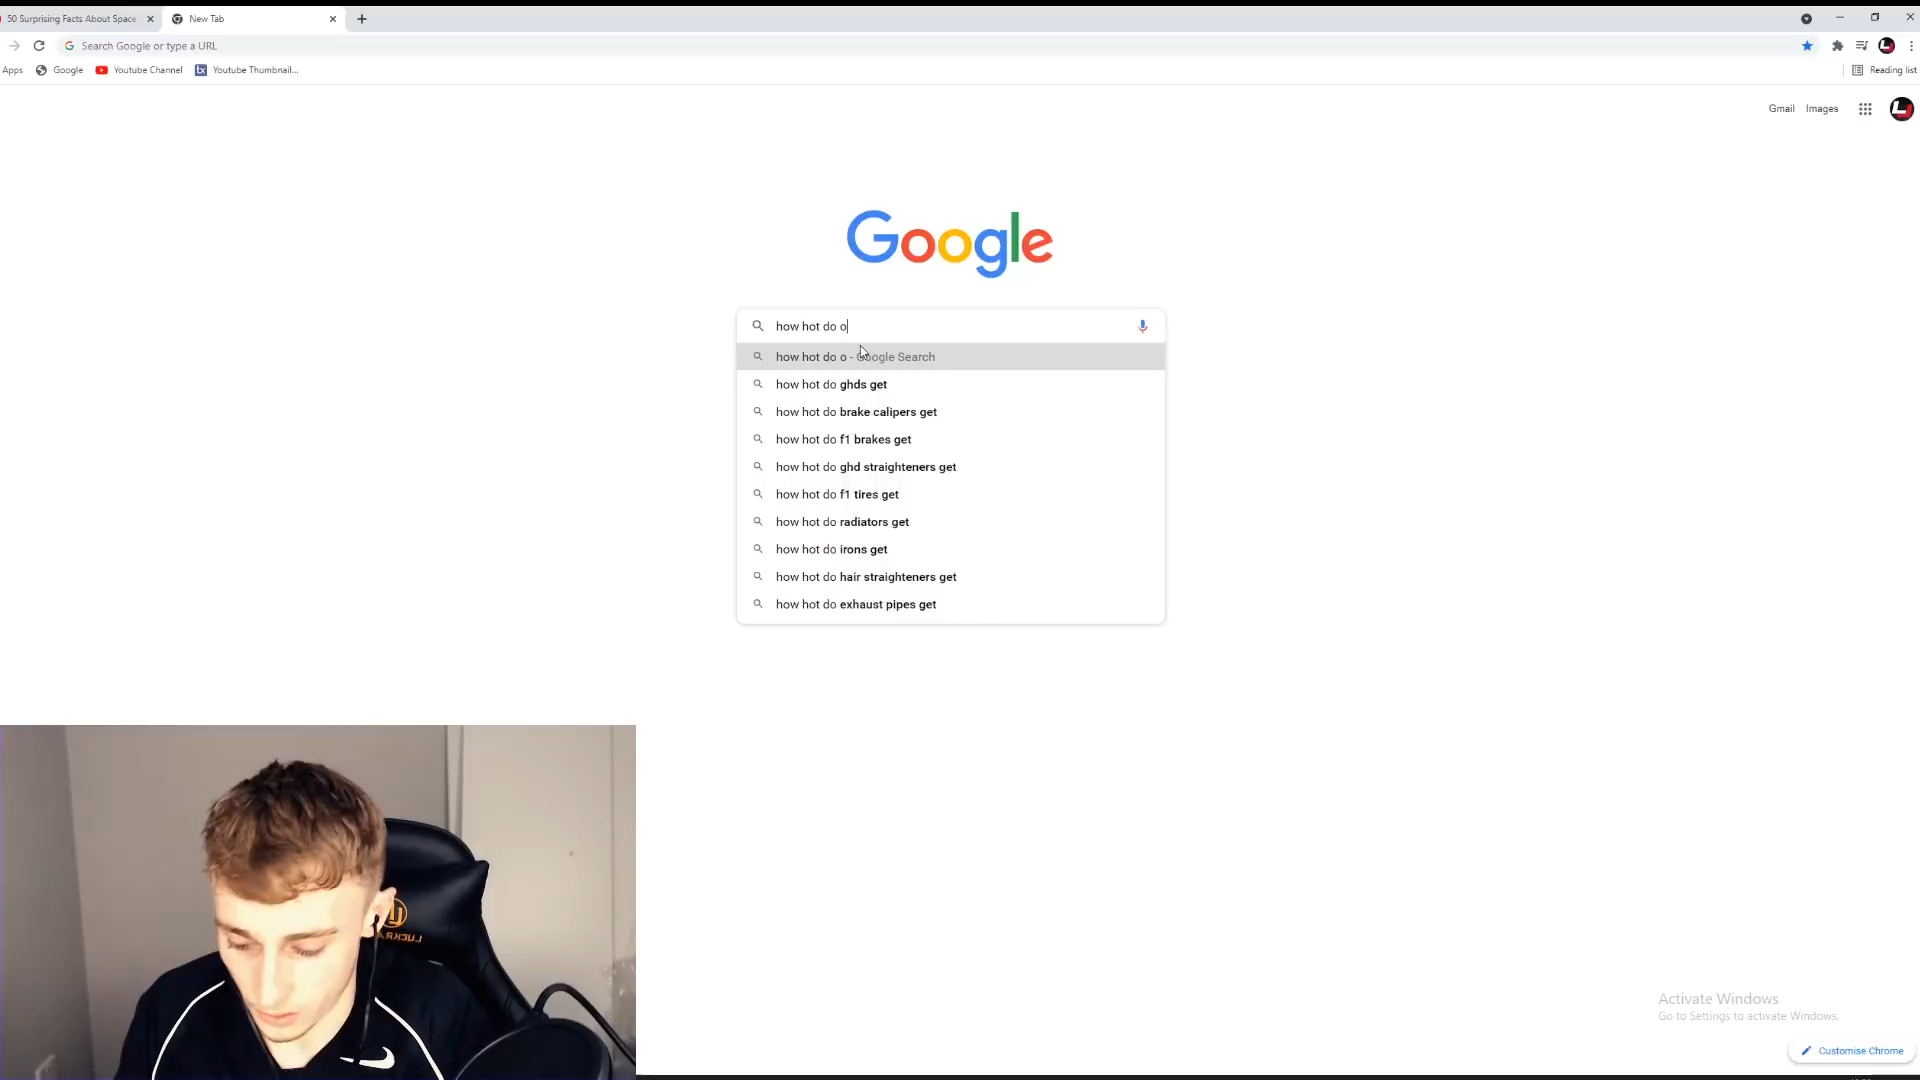 50 Surprising Facts About Space
New Tab
Search Google or type a URL
Apps
Google
Youtube Channel
Youtube Thumbnail...
Reading list
Gmail
Images
Google
how hot do o
how hot do o - Google Search
how hot do ghds get
how hot do brake calipers get
how hot do f1 brakes get
how hot do ghd straighteners get
how hot do f1 tires get
how hot do radiators get
how hot do irons get
how hot do hair straighteners get
how hot do exhaust pipes get
Activate Windows
Go to Settings to activate Windows.
Customise Chrome